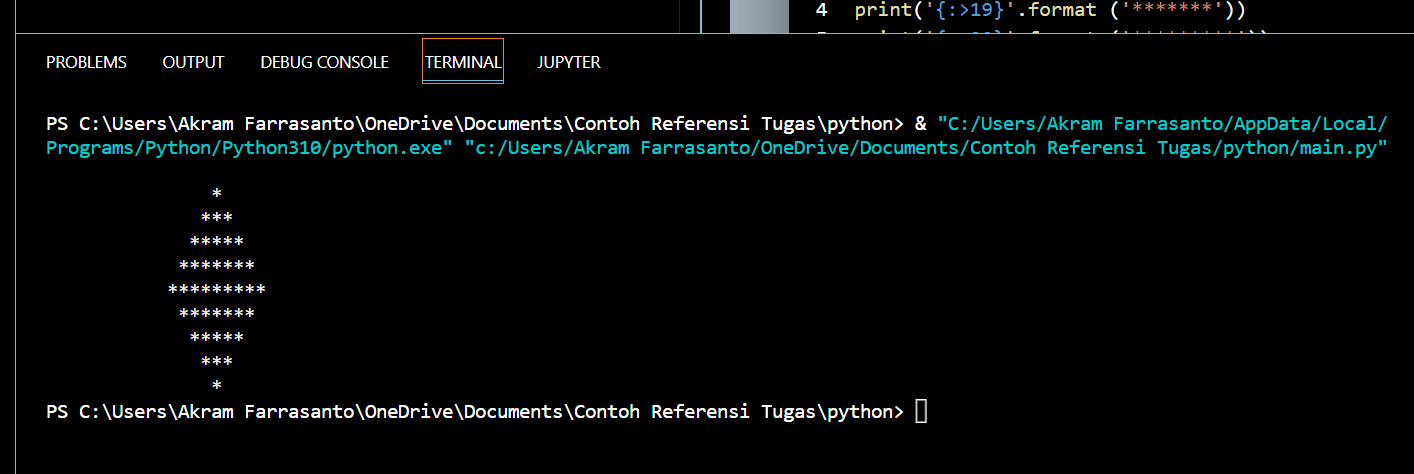 4 print('{:>19}'.format ('*******'))
PROBLEMS OUTPUT DEBUG CONSOLE TERMINAL JUPYTER
PS C:\Users\Akram Farrasanto\OneDrive\Documents\Contoh Referensi Tugas\python> & "C:/Users/Akram Farrasanto/AppData/Local/
Programs/Python/Python310/python.exe" "c:/Users/Akram Farrasanto/OneDrive/Documents/Contoh Referensi Tugas/python/main.py"
*
***
*****
*******
*********
*******
*****
***
*
PS C:\Users\Akram Farrasanto\OneDrive\Documents\Contoh Referensi Tugas\python>